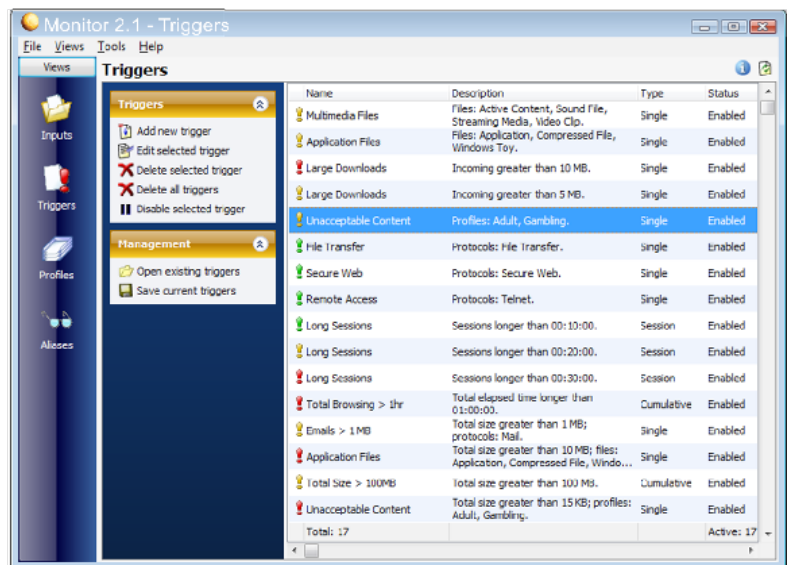 Monitor 2.1 - Triggers
File Views Tools Help
Views
Triggers
Inputs
Triggers
Profiles
Aliases
Triggers
Add new trigger
Edit selected trigger
Delete selected trigger
Delete all triggers
Disable selected trigger
Management
Open existing triggers
Save current triggers
Name Description Type Status
Multimedia Files Files: Active Content, Sound File, Streaming Media, Video Clip. Single Enabled
Application Files Files: Application, Compressed File, Windows Toy. Single Enabled
Large Downloads Incoming greater than 10 MB. Single Enabled
Large Downloads Incoming greater than 5 MB. Single Enabled
Unacceptable Content Profiles: Adult, Gambling. Single Enabled
File Transfer Protocols: File Transfer. Single Enabled
Secure Web Protocols: Secure Web. Single Enabled
Remote Access Protocols: Telnet. Single Enabled
Long Sessions Sessions longer than 00:10:00. Session Enabled
Long Sessions Sessions longer than 00:20:00. Session Enabled
Long Sessions Sessions longer than 00:30:00. Session Enabled
Total Browsing > 1hr Total elapsed time longer than 01:00:00. Cumulative Enabled
Emails > 1MB Total size greater than 1MB; protocols: Mail. Single Enabled
Application Files Total size greater than 10MB; files: Application, Compressed File, Windo... Single Enabled
Total Size > 100MB Total size greater than 100 MB. Cumulative Enabled
Unacceptable Content Total size greater than 15KB; profiles: Adult, Gambling. Single Enabled
Total: 17 Active: 17